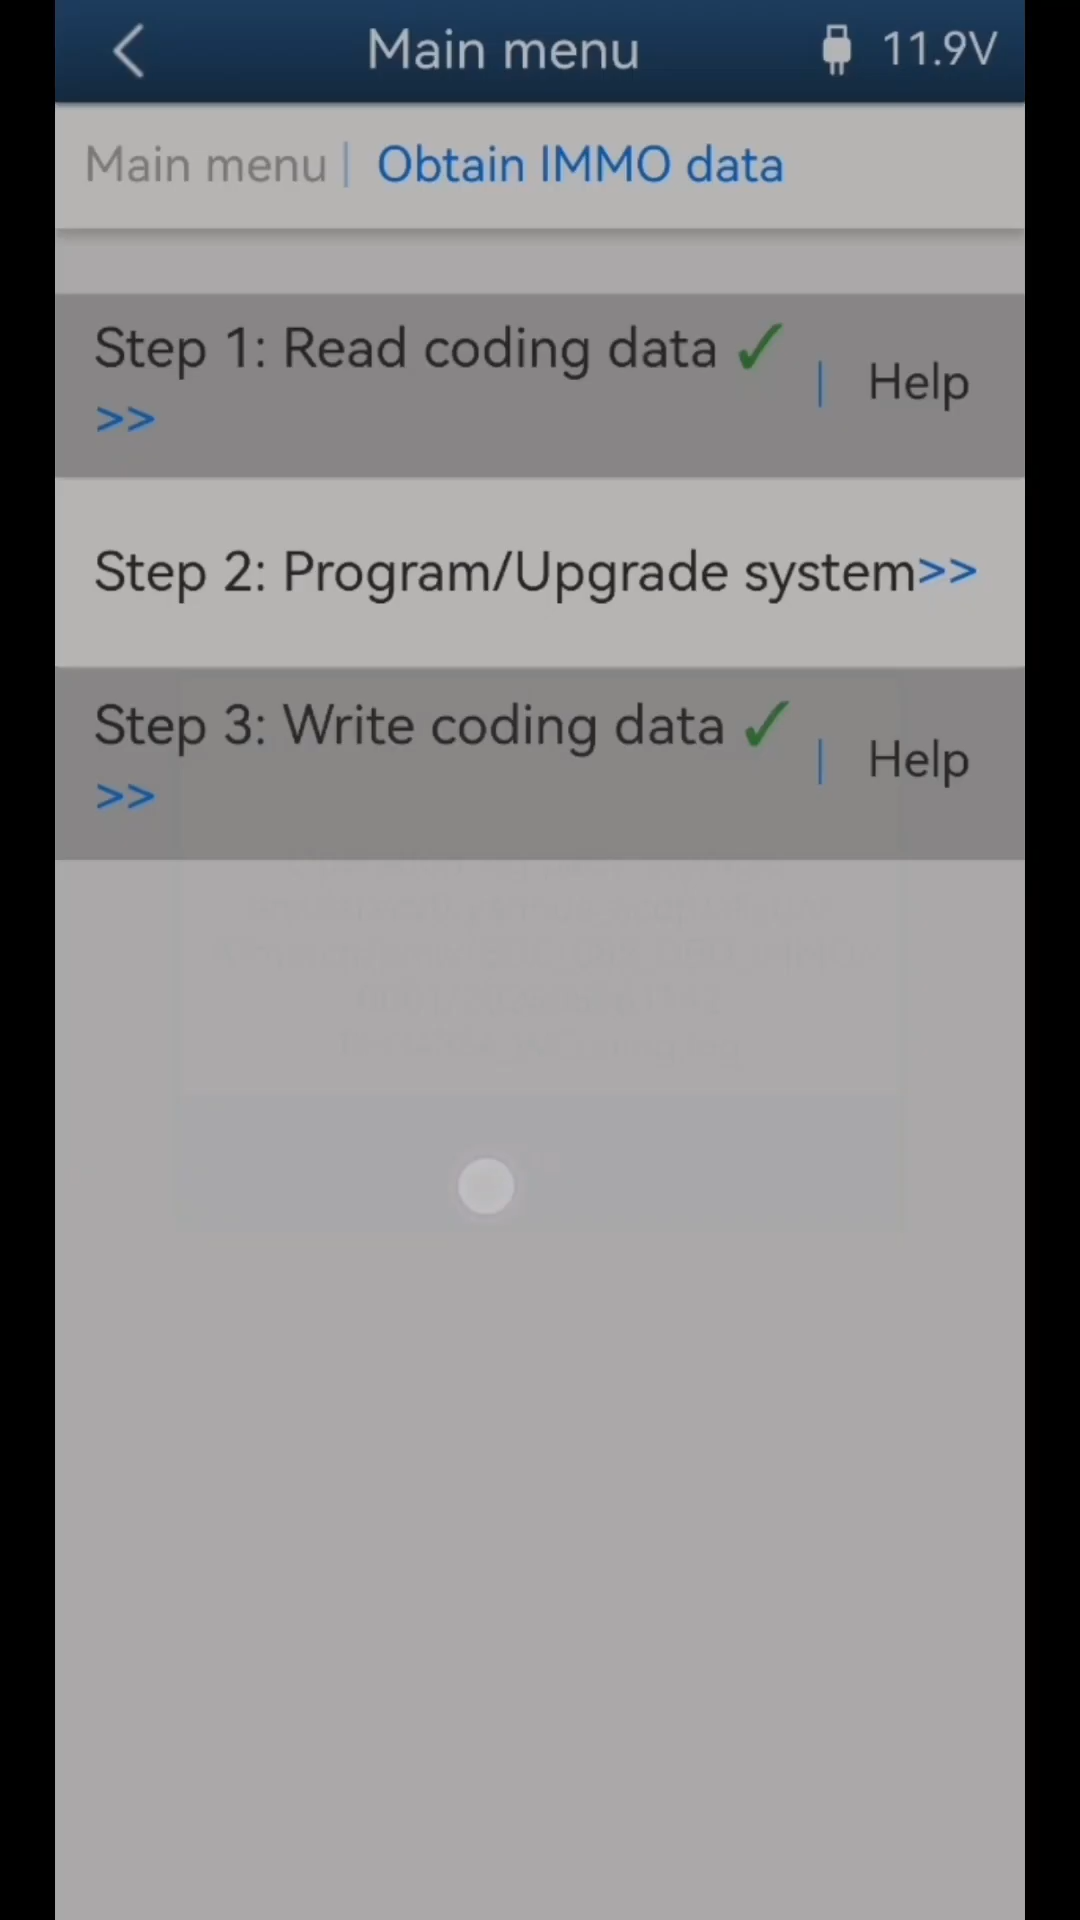 Main menu 11.9V
Main menu | Obtain IMMO data
Step 1: Read coding data ✓
>>
| Help
Step 2: Program/Upgrade system>>
Step 3: Write coding data ✓
>>
| Help